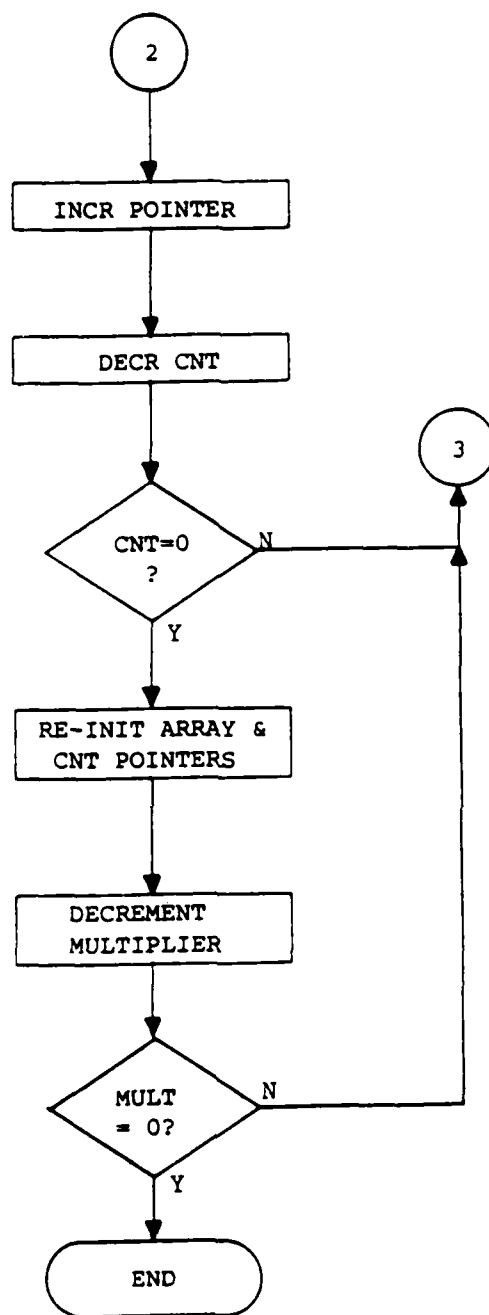 2
INCR POINTER
DECR CNT
3
CNT=0
?
N
Y
RE-INIT ARRAY &
CNT POINTERS
DECREMENT
MULTIPLIER
MULT
= 0?
N
Y
END